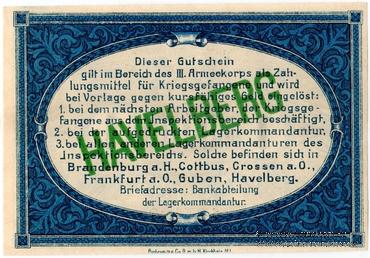 Dieser Gutschein
gilt im Bereich des III. Armeekorps als Zah-
lungsmittel für Kriegsgefangene und wird
bei Vorlage gegen kursfähiges Geld eingelöst:
1. bei dem nächsten Arbeitgeber, der Kriegsge-
fangene aus dem Inspektionsbereich beschäftigt,
2. bei der nächsten Lagerkommandantur,
3. bei allen anderen Lagerkommandanturen des
Inspektionsbereichs. Solche befinden sich in
Brandenburg a.H., Cottbus, Crossen a.O.,
Frankfurt a.O., Guben, Havelberg.
Briefadresse: Bankabteilung
der Lagerkommandantur.
HAVELBERG